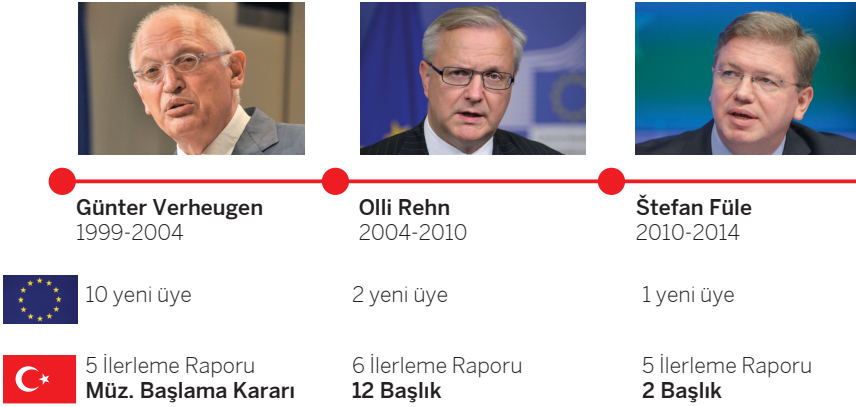 Günter Verheugen
1999-2004
Olli Rehn
2004-2010
Štefan Füle
2010-2014
10 yeni üye
2 yeni üye
1 yeni üye
5 İlerleme Raporu
Müz. Başlama Kararı
6 İlerleme Raporu
12 Başlık
5 İlerleme Raporu
2 Başlık